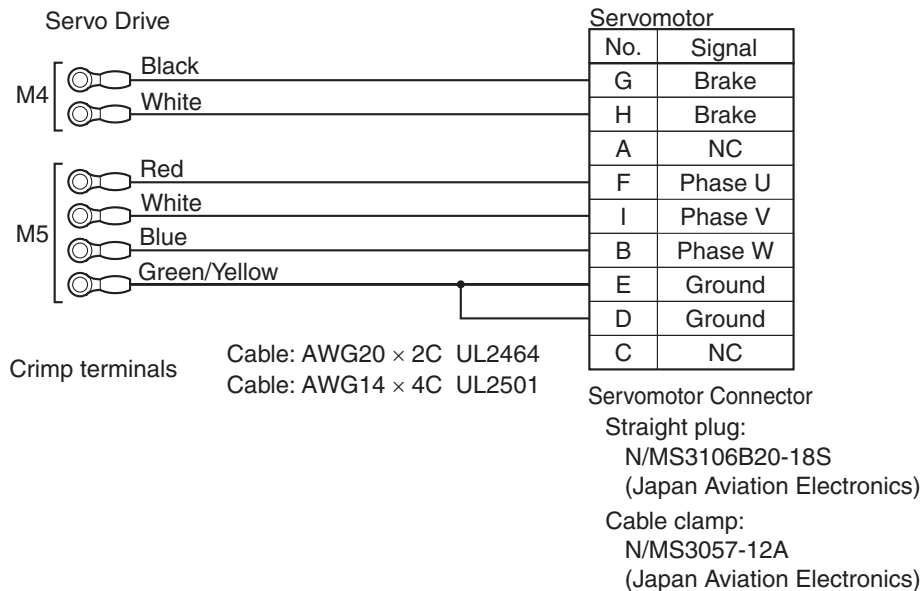 Servo Drive
Servomotor
No. Signal
M4
Black
G Brake
White
H Brake
A NC
M5
Red
F Phase U
White
I Phase V
Blue
B Phase W
Green/Yellow
E Ground
D Ground
C NC
Crimp terminals
Cable: AWG20 × 2C UL2464
Cable: AWG14 × 4C UL2501
Servomotor Connector
Straight plug:
N/MS3106B20-18S
(Japan Aviation Electronics)
Cable clamp:
N/MS3057-12A
(Japan Aviation Electronics)